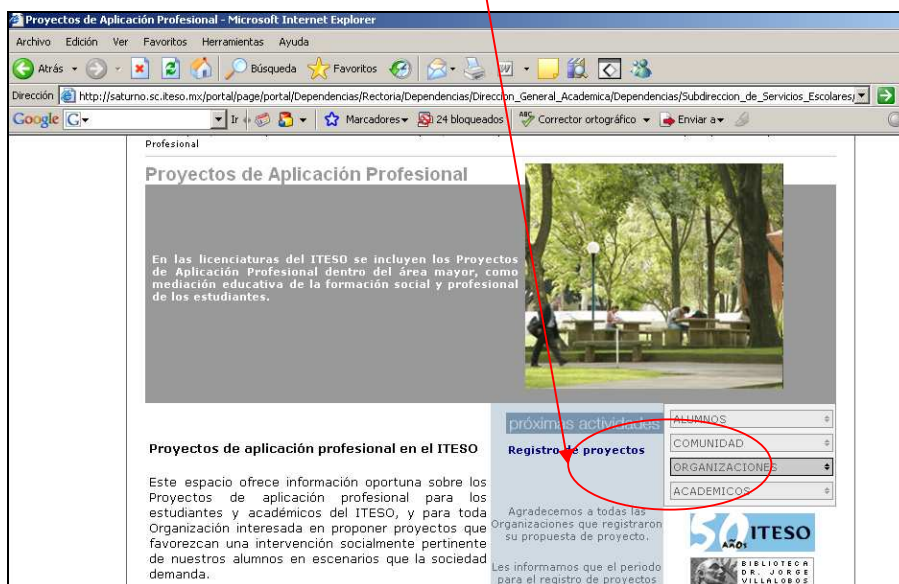 Proyectos de Aplicación Profesional - Microsoft Internet Explorer
Archivo Edición Ver Favoritos Herramientas Ayuda
Atrás Búsqueda Favoritos
Dirección http://saturno.sc.iteso.mx/portal/page/portal/Dependencias/Rectoria/Dependencias/Direccion_General_Academica/Dependencias/Subdireccion_de_Servicios_Escolares/
Google G Ir Marcadores 24 bloqueados ABC Corrector ortográfico Enviar a
Profesional
Proyectos de Aplicación Profesional
En las licenciaturas del ITESO se incluyen los Proyectos
de Aplicación Profesional dentro del área mayor, como
mediación educativa de la formación social y profesional
de los estudiantes.
próximas actividades
Registro de proyectos
Agradecemos a todas las
Organizaciones que registraron
su propuesta de proyecto.
Les informamos que el periodo
para el registro de proyectos
ALUMNOS
COMUNIDAD
ORGANIZACIONES
ACADEMICOS
50 AÑOS ITESO
BIBLIOTECA
DR. JORGE
VILLALOBOS
Proyectos de aplicación profesional en el ITESO
Este espacio ofrece información oportuna sobre los
Proyectos de aplicación profesional para los
estudiantes y académicos del ITESO, y para toda
Organización interesada en proponer proyectos que
favorezcan una intervención socialmente pertinente
de nuestros alumnos en escenarios que la sociedad
demanda.